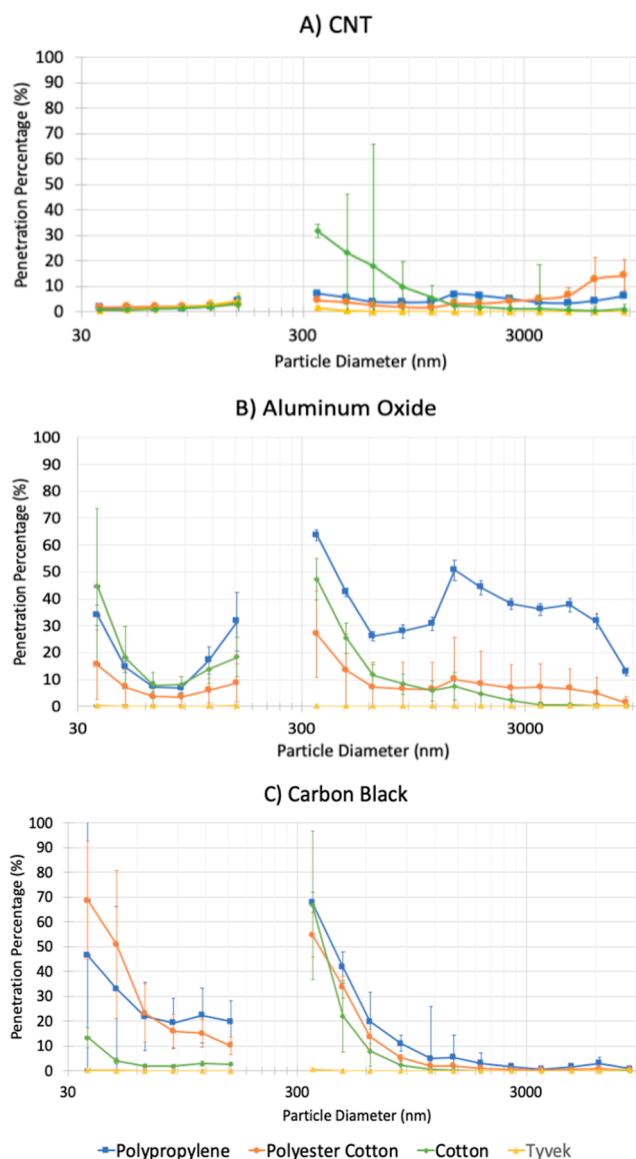 A) CNT
Penetration Percentage (%)
100
90
80
70
60
50
40
30
20
10
0
30 300 3000
Particle Diameter (nm)
B) Aluminum Oxide
Penetration Percentage (%)
100
90
80
70
60
50
40
30
20
10
0
30 300 3000
Particle Diameter (nm)
C) Carbon Black
Penetration Percentage (%)
100
90
80
70
60
50
40
30
20
10
0
30 300 3000
Particle Diameter (nm)
Polypropylene Polyester Cotton Cotton Tyvek